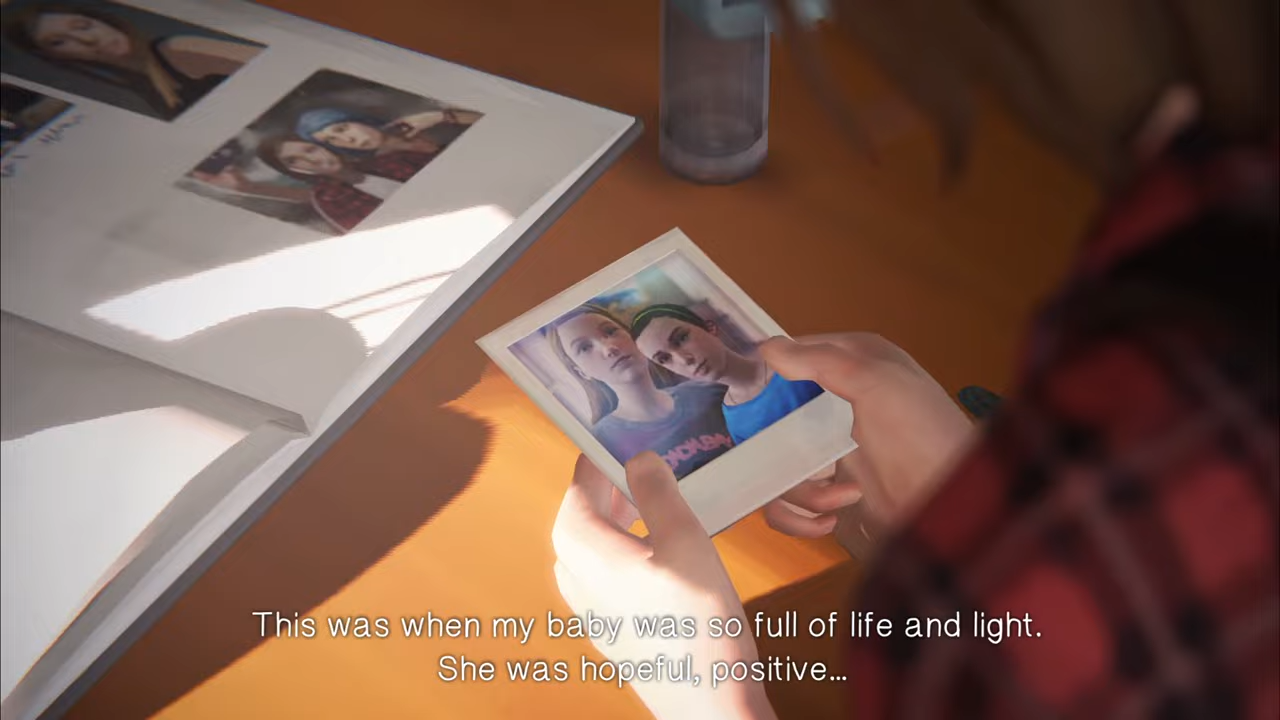 This was when my baby was so full of life and light.
She was hopeful, positive...